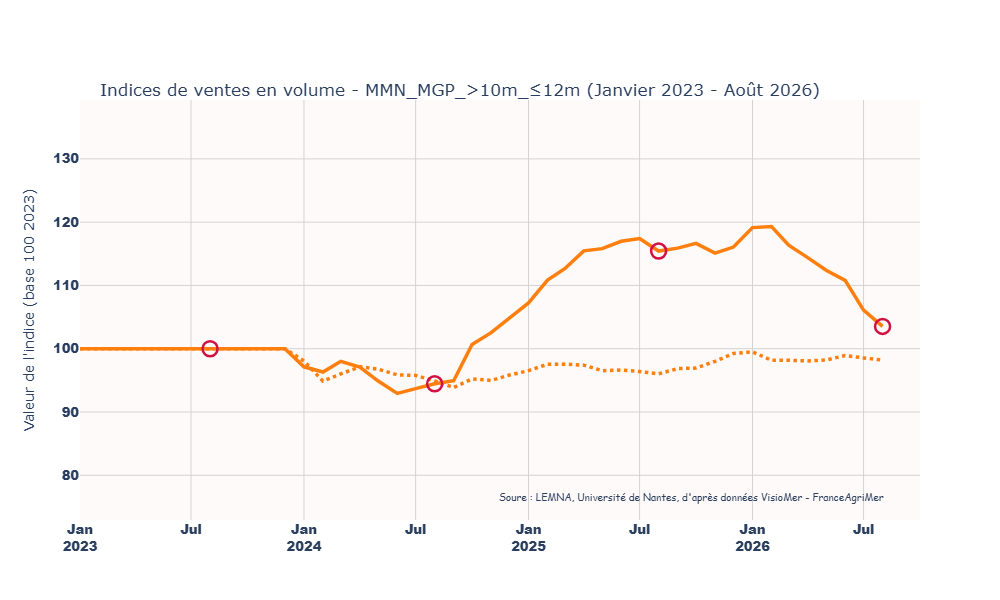 Indices de ventes en volume - MMN_MGP_>10m_≤12m (Janvier 2023 - Août 2026)
Valeur de l'indice (base 100 2023)
130
120
110
100
90
80
Soure : LEMNA, Université de Nantes, d'après données VisioMer - FranceAgriMer
Jan Jul Jan Jul Jan Jul Jan Jul
2023 2024 2025 2026